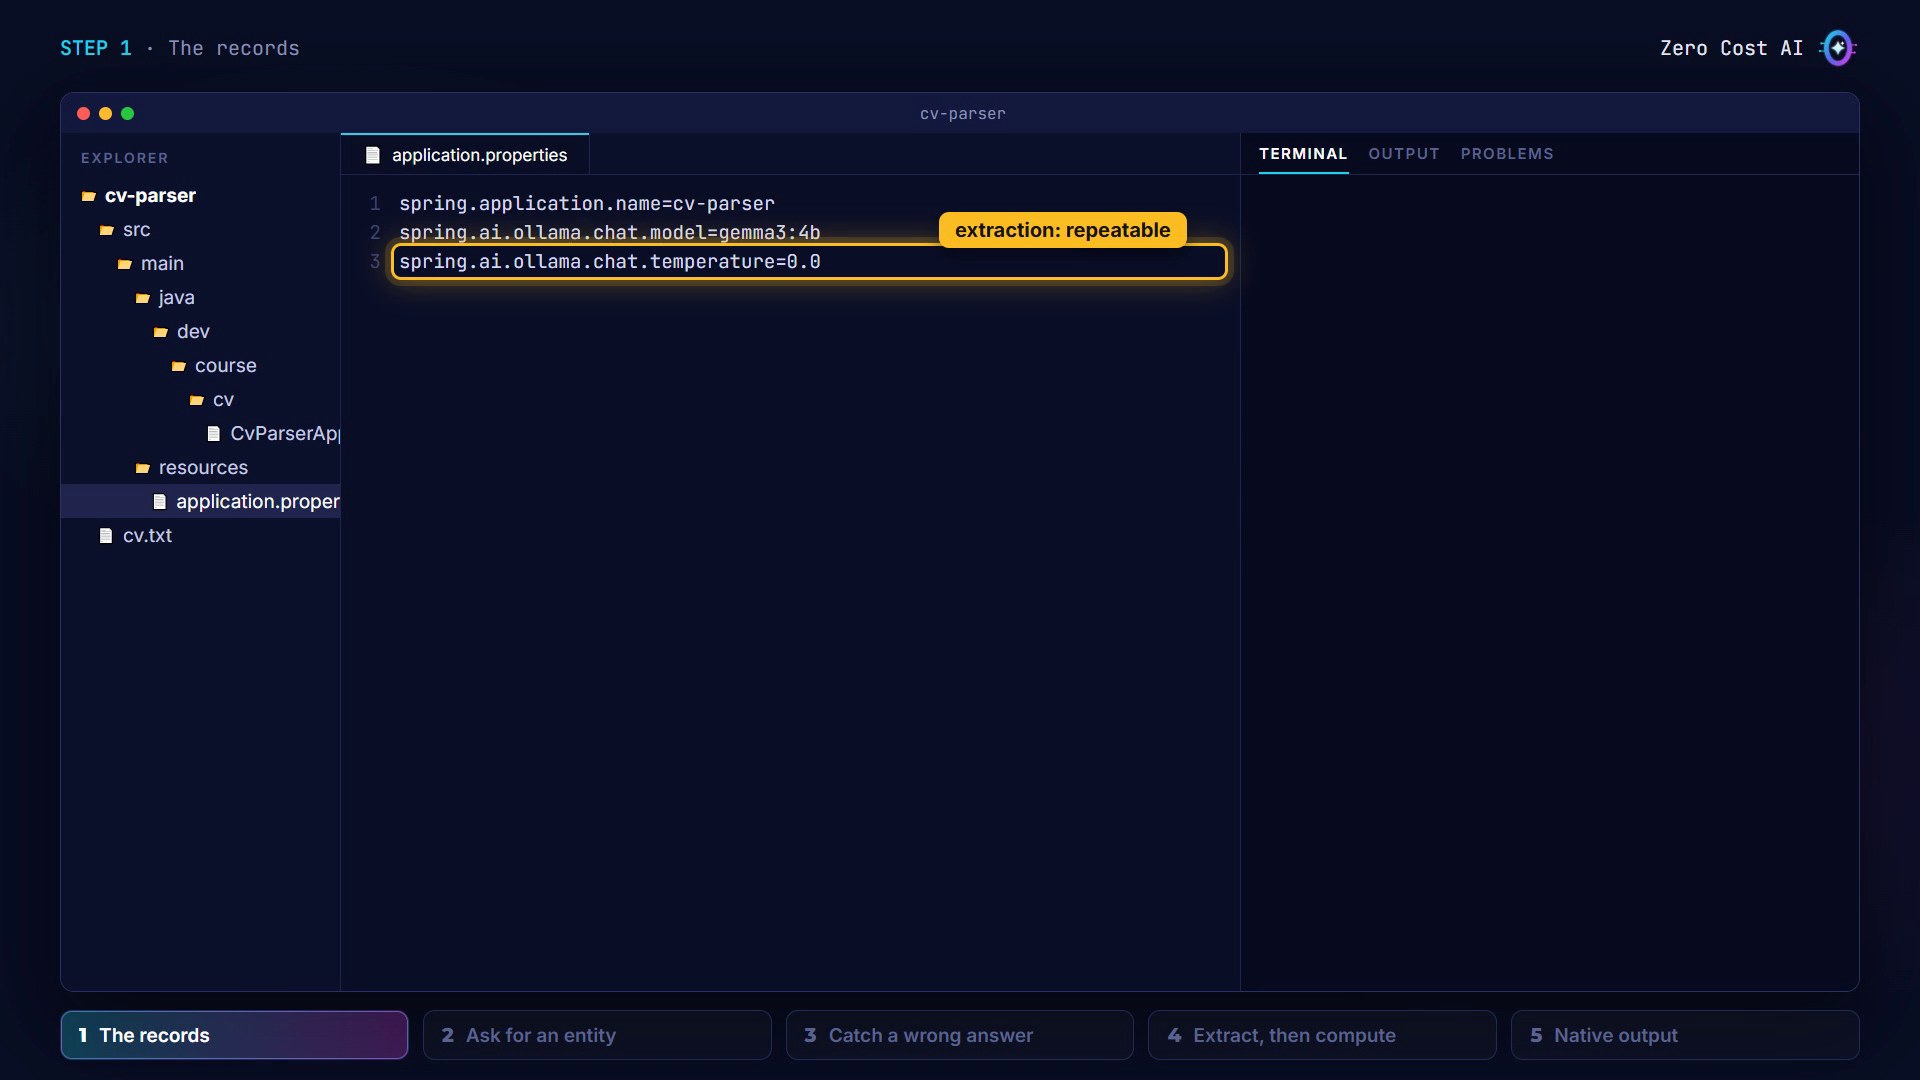 STEP 1 · The records
Zero Cost AI
cv-parser
EXPLORER
cv-parser
src
main
java
dev
course
cv
CvParserApp
resources
application.proper
cv.txt
application.properties
1 spring.application.name=cv-parser
2 spring.ai.ollama.chat.model=gemma3:4b
extraction: repeatable
3 spring.ai.ollama.chat.temperature=0.0
TERMINAL OUTPUT PROBLEMS
1 The records
2 Ask for an entity
3 Catch a wrong answer
4 Extract, then compute
5 Native output